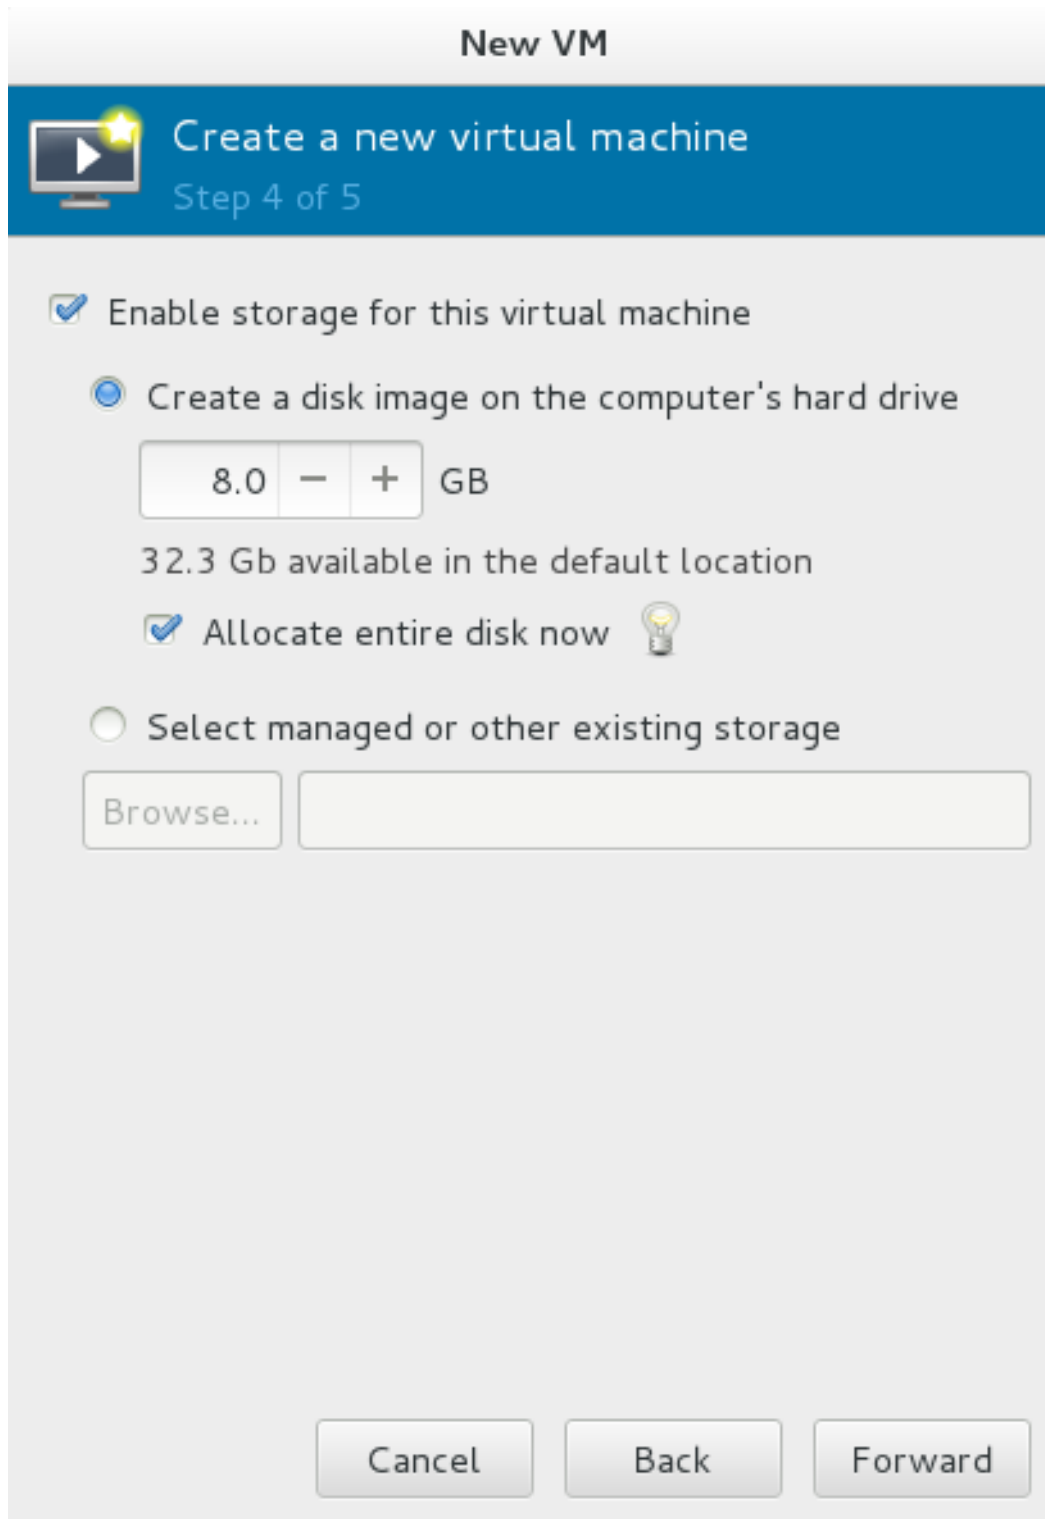 New VM
Create a new virtual machine
Step 4 of 5
Enable storage for this virtual machine
Create a disk image on the computer's hard drive
8.0 − + GB
32.3 Gb available in the default location
Allocate entire disk now
Select managed or other existing storage
Browse...
Cancel Back Forward